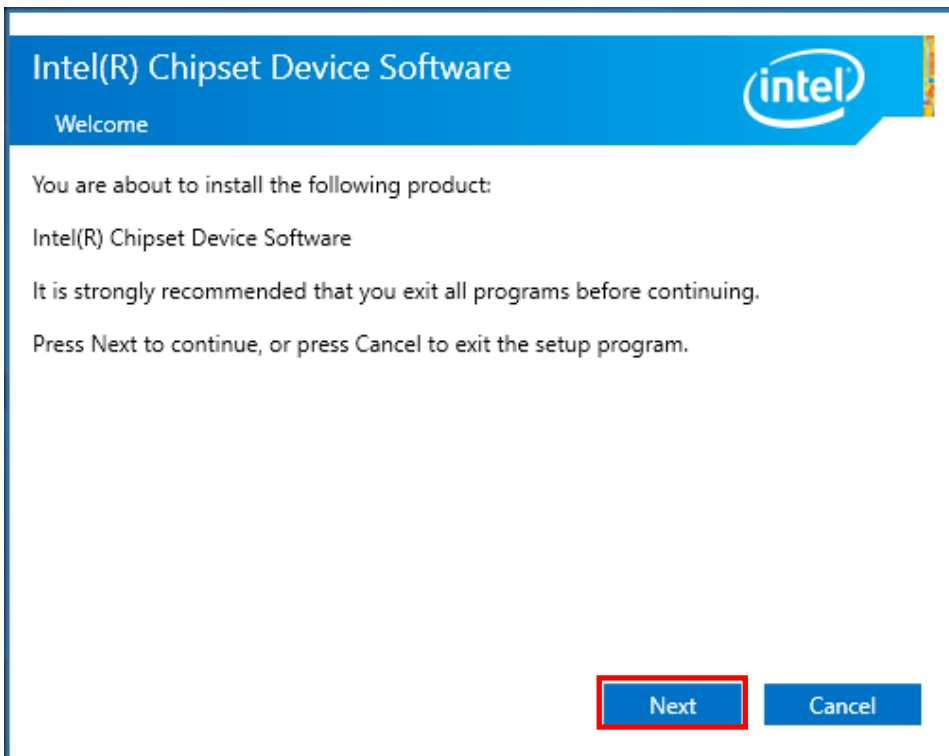 Intel(R) Chipset Device Software
intel
Welcome
You are about to install the following product:
Intel(R) Chipset Device Software
It is strongly recommended that you exit all programs before continuing.
Press Next to continue, or press Cancel to exit the setup program.
Next
Cancel